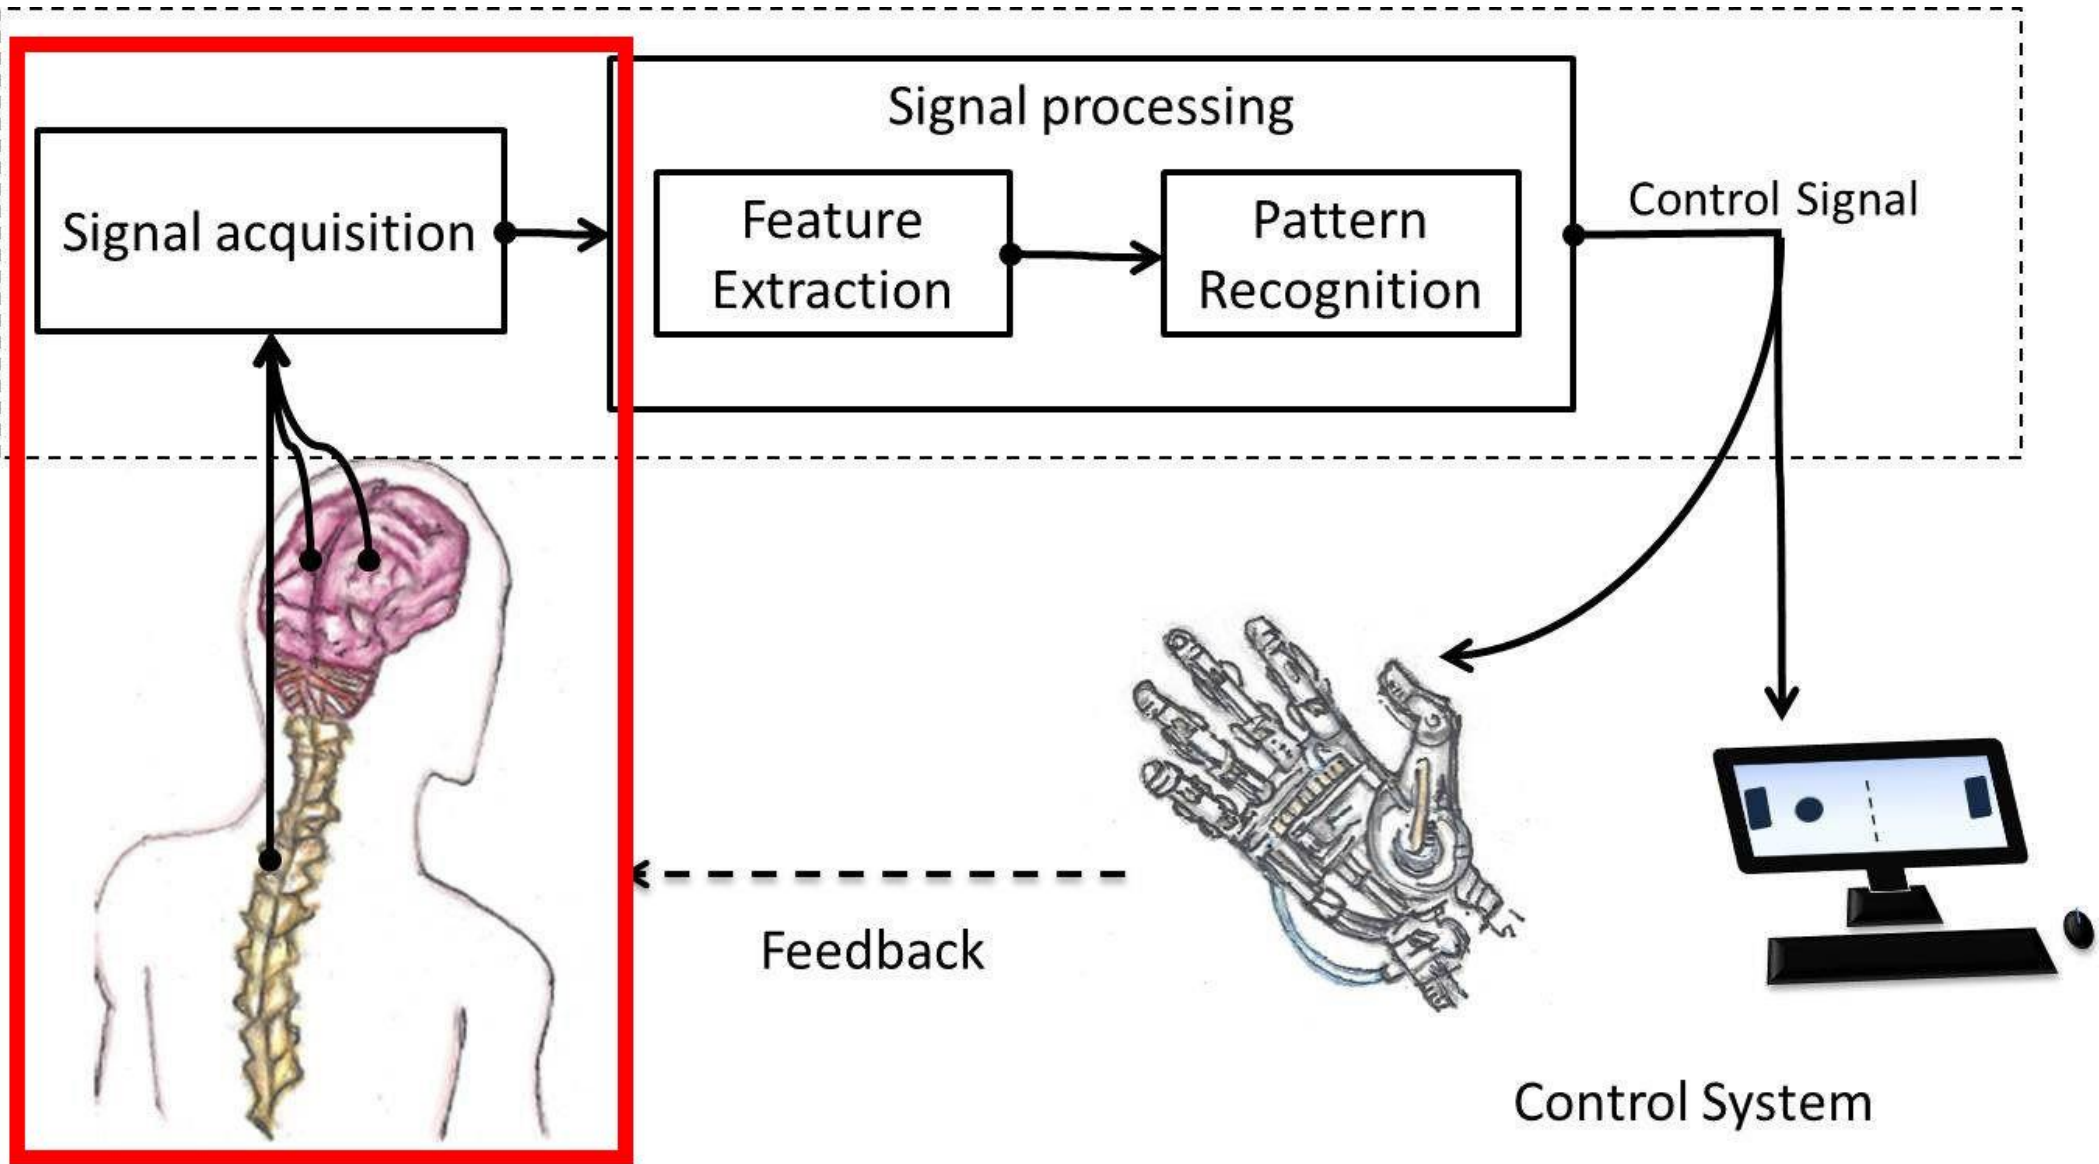 Signal processing
Signal acquisition
Feature
Extraction
Pattern
Recognition
Control Signal
Feedback
Control System